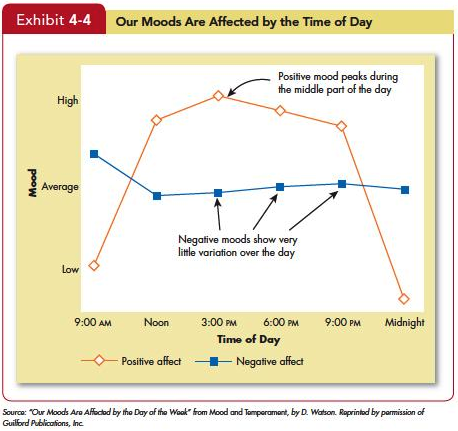 Exhibit 4-4 Our Moods Are Affected by the Time of Day
Positive mood peaks during
the middle part of the day
High
Mood
Average
Negative moods show very
little variation over the day
Low
9:00 AM Noon 3:00 PM 6:00 PM 9:00 PM Midnight
Time of Day
Positive affect Negative affect
Source: "Our Moods Are Affected by the Day of the Week" from Mood and Temperament, by D. Watson. Reprinted by permission of
Guilford Publications, Inc.